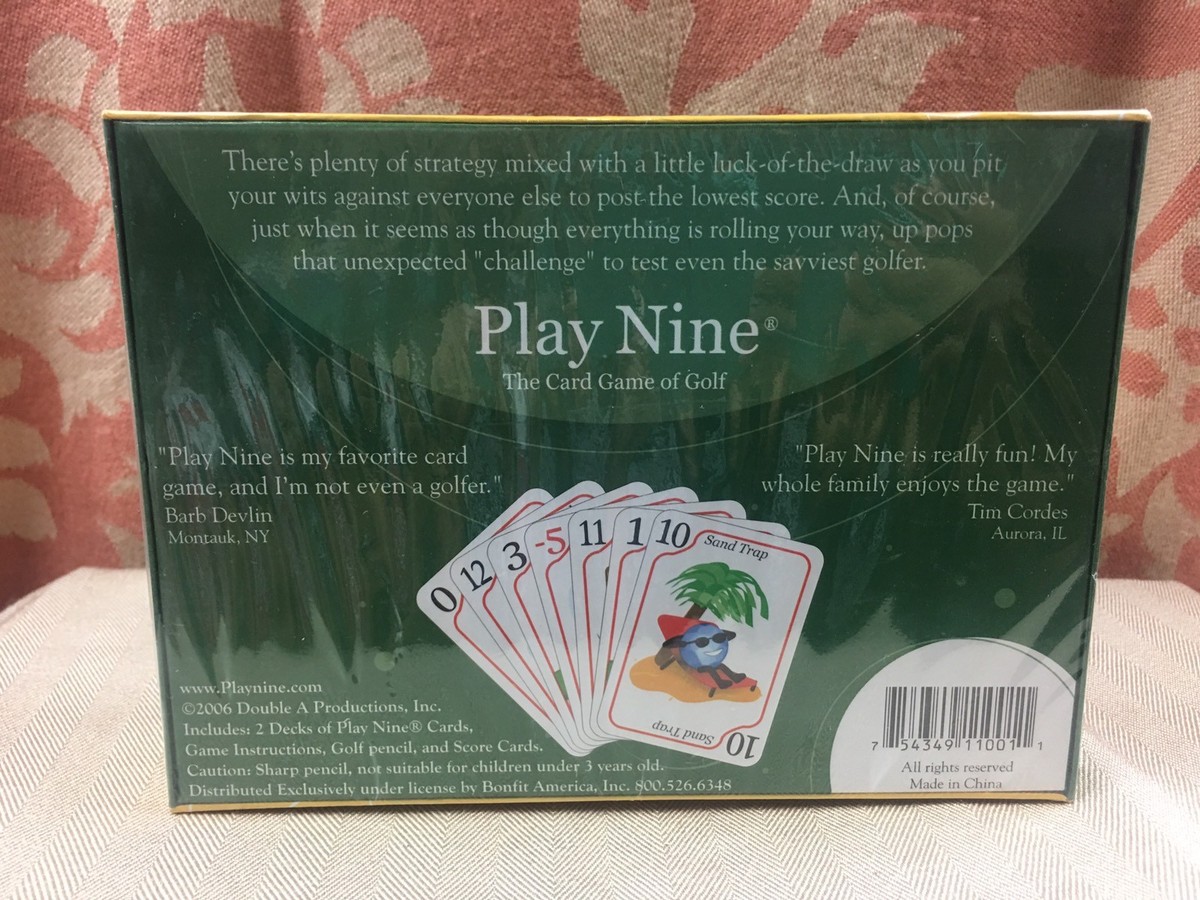 There's plenty of strategy mixed with a little luck-of-the-draw as you pit
your wits against everyone else to post the lowest score. And, of course,
just when it seems as though everything is rolling your way, up pops
that unexpected "challenge" to test even the savviest golfer.
Play Nine®
The Card Game of Golf
"Play Nine is my favorite card
game, and I'm not even a golfer."
Barb Devlin
Montauk, NY
"Play Nine is really fun! My
whole family enjoys the game."
Tim Cordes
Aurora, IL
0 12 3 -5 11 1 10 Sand Trap
Sand Trap 10
www.Playnine.com
©2006 Double A Productions, Inc.
Includes: 2 Decks of Play Nine® Cards,
Game Instructions, Golf pencil, and Score Cards.
Caution: Sharp pencil, not suitable for children under 3 years old.
Distributed Exclusively under license by Bonfit America, Inc. 800.526.6348
7 54349 11001 1
All rights reserved
Made in China